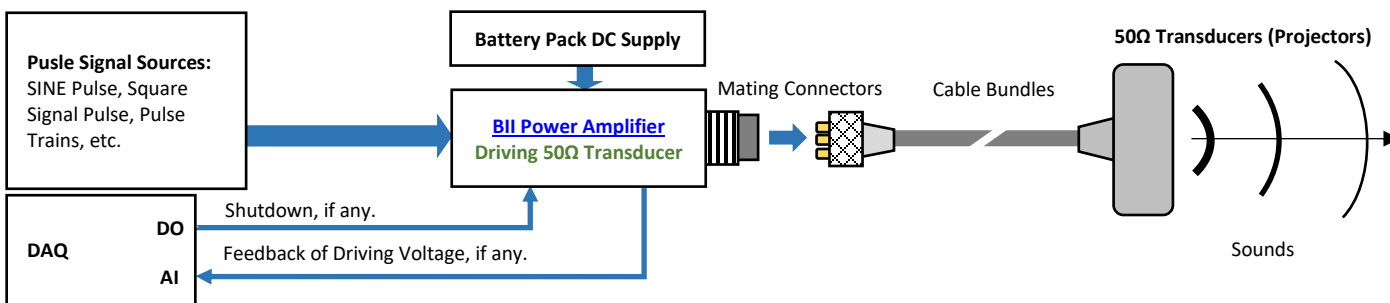 Pusle Signal Sources:
SINE Pulse, Square
Signal Pulse, Pulse
Trains, etc.
Battery Pack DC Supply
BII Power Amplifier
Driving 50Ω Transducer
Mating Connectors
Cable Bundles
50Ω Transducers (Projectors)
Sounds
DAQ
DO
AI
Shutdown, if any.
Feedback of Driving Voltage, if any.